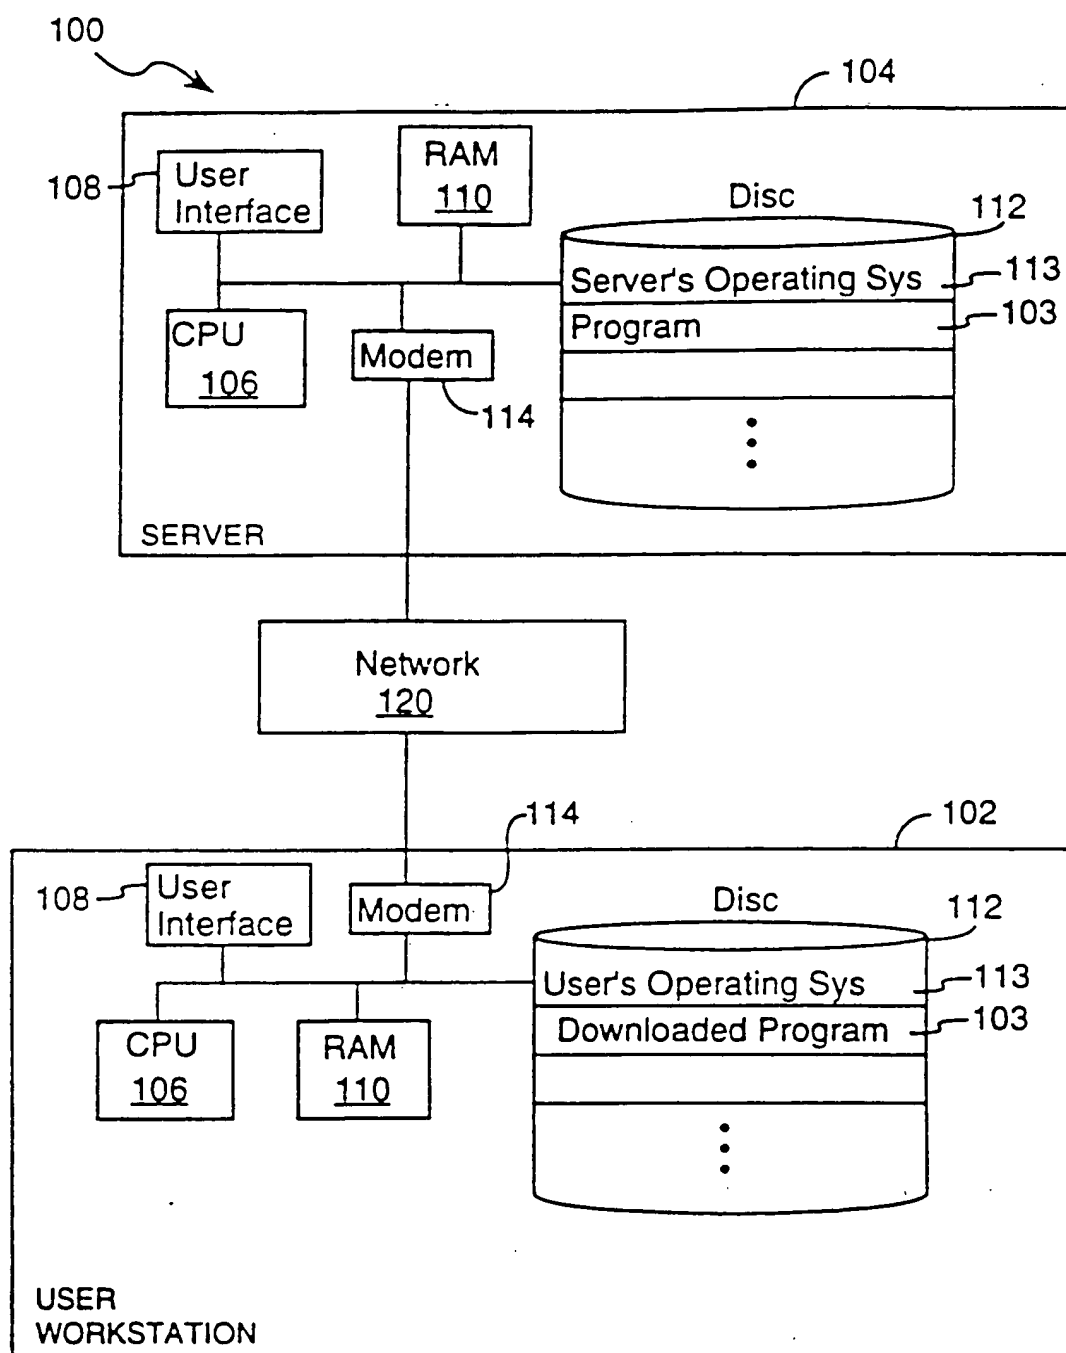 100
104
108
User
Interface
RAM
110
Disc
112
Server's Operating Sys
113
Program
103
CPU
106
Modem
114
SERVER
Network
120
114
102
108
User
Interface
Modem
Disc
112
User's Operating Sys
113
Downloaded Program
103
CPU
106
RAM
110
USER
WORKSTATION